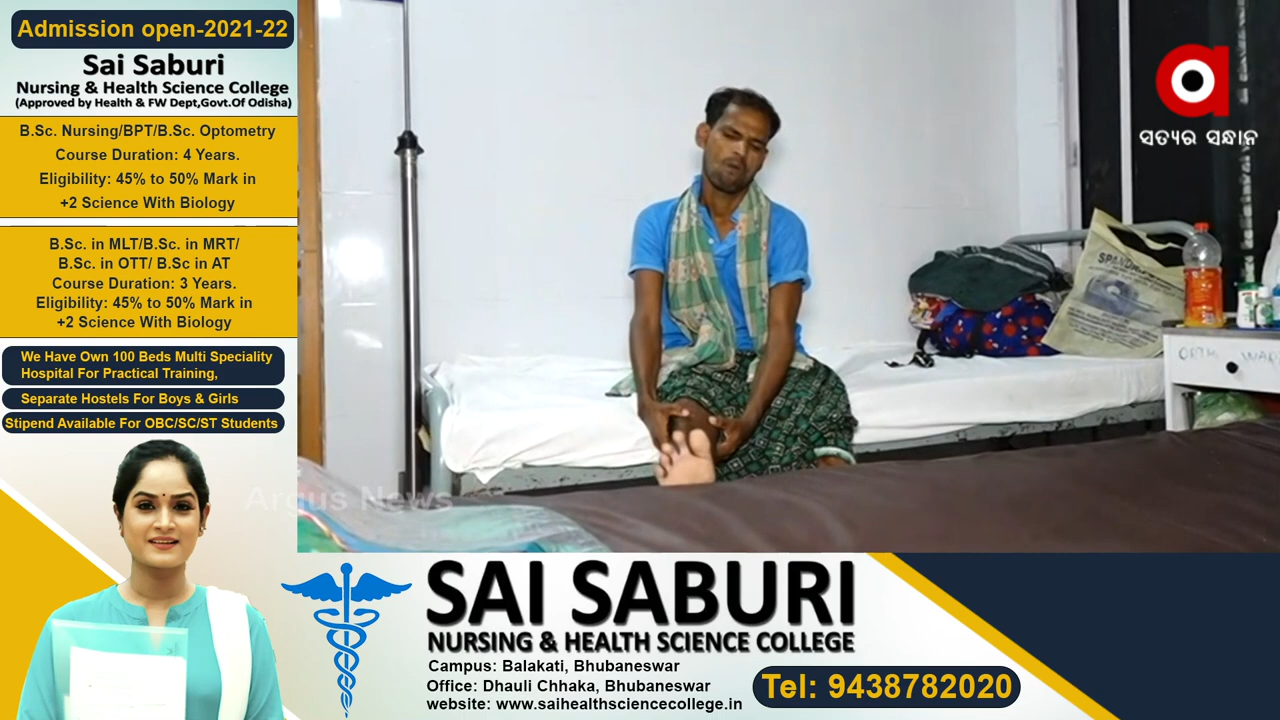 Admission open-2021-22
Sai Saburi
Nursing & Health Science College
(Approved by Health & FW Dept,Govt.Of Odisha)
B.Sc. Nursing/BPT/B.Sc. Optometry
Course Duration: 4 Years.
Eligibility: 45% to 50% Mark in
+2 Science With Biology
B.Sc. in MLT/B.Sc. in MRT/
B.Sc. in OTT/ B.Sc in AT
Course Duration: 3 Years.
Eligibility: 45% to 50% Mark in
+2 Science With Biology
We Have Own 100 Beds Multi Speciality
Hospital For Practical Training,
Separate Hostels For Boys & Girls
Stipend Available For OBC/SC/ST Students
a
ସତ୍ୟର ସନ୍ଧାନ
ORTH
Argus News
SAI SABURI
NURSING & HEALTH SCIENCE COLLEGE
Campus: Balakati, Bhubaneswar
Office: Dhauli Chhaka, Bhubaneswar
website: www.saihealthsciencecollege.in
Tel: 9438782020